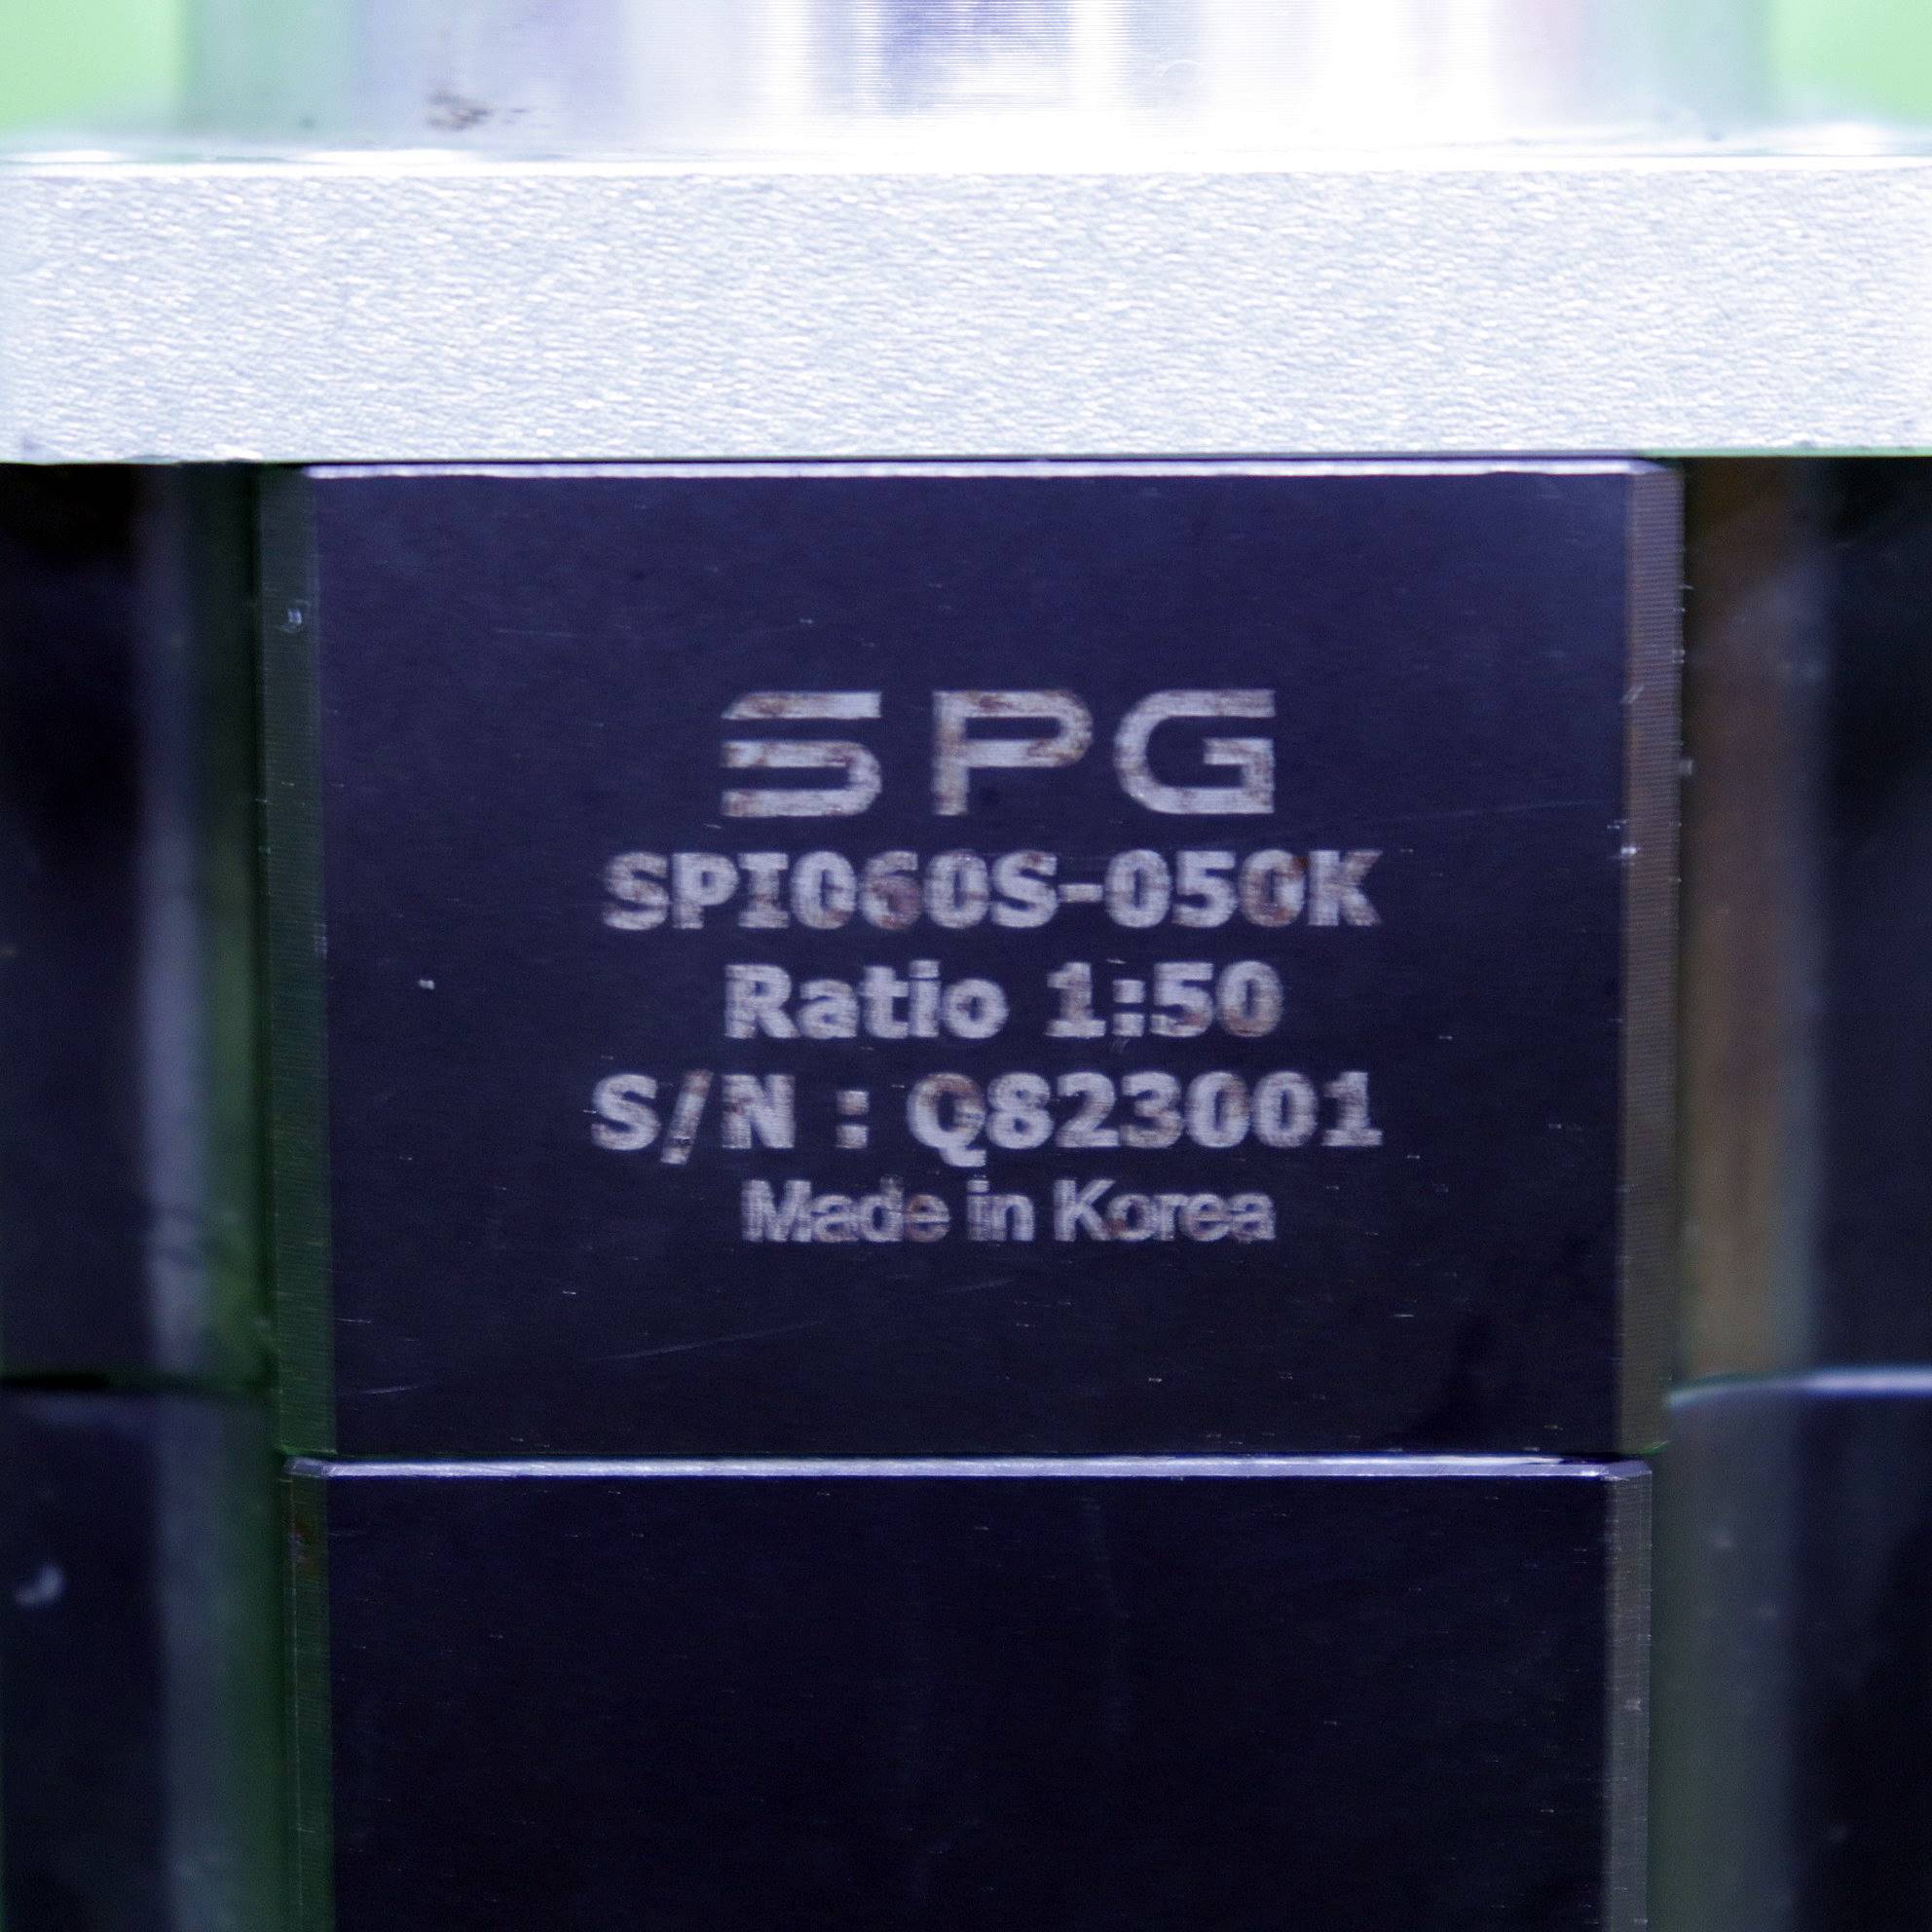 SPG
SPI060S-050K
Ratio 1:50
S/N : Q823001
Made in Korea